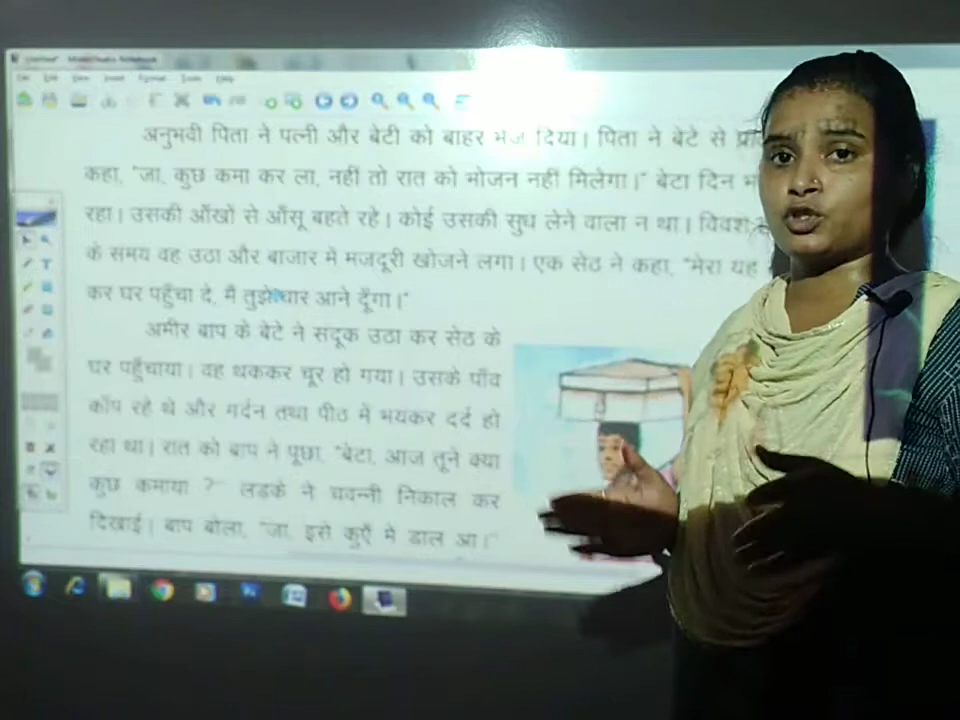 अनुभवी पिता ने पत्नी और बेटी को बाहर भेज दिया। पिता ने बेटे से
कहा, "जा, कुछ कमा कर ला, नहीं तो रात को भोजन नहीं मिलेगा।" बेटा दिन
रहा। उसकी आँखों से आँसू बहते रहे। कोई उसकी सुध लेने वाला न था। विवश
के समय वह उठा और बाजार में मजदूरी खोजने लगा। एक सेठ ने कहा, "मेरा यह
कर घर पहुँचा दे, मैं तुझे चार आने दूँगा।"
अमीर बाप के बेटे ने संदूक उठा कर सेठ के
घर पहुँचाया। वह थककर चूर हो गया। उसके पाँव
काँप रहे थे और गर्दन तथा पीठ में भयंकर दर्द हो
रहा था। रात को बाप ने पूछा, "बेटा, आज तूने क्या
कुछ कमाया ?" लड़के ने चवन्नी निकाल कर
दिखाई। बाप बोला, "जा, इसे कुएँ में डाल आ।"